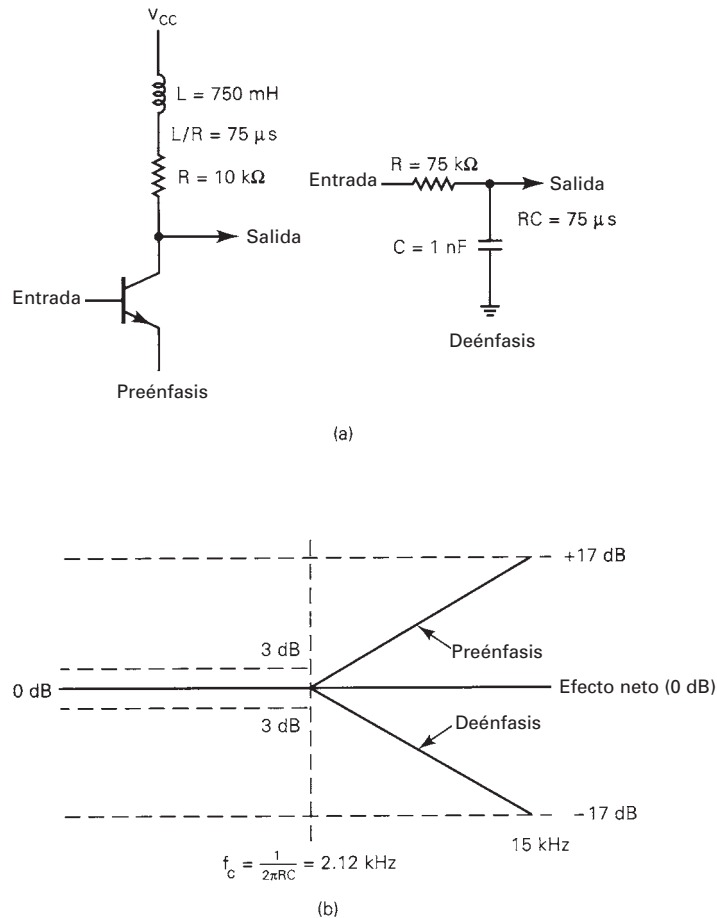 VCC
L = 750 mH
L/R = 75 µs
R = 10 kΩ
Salida
Entrada
Preénfasis
R = 75 kΩ
Entrada
Salida
RC = 75 µs
C = 1 nF
Deénfasis
(a)
+17 dB
3 dB
Preénfasis
0 dB
Efecto neto (0 dB)
3 dB
Deénfasis
-17 dB
15 kHz
fc = 1/2πRC = 2.12 kHz
(b)